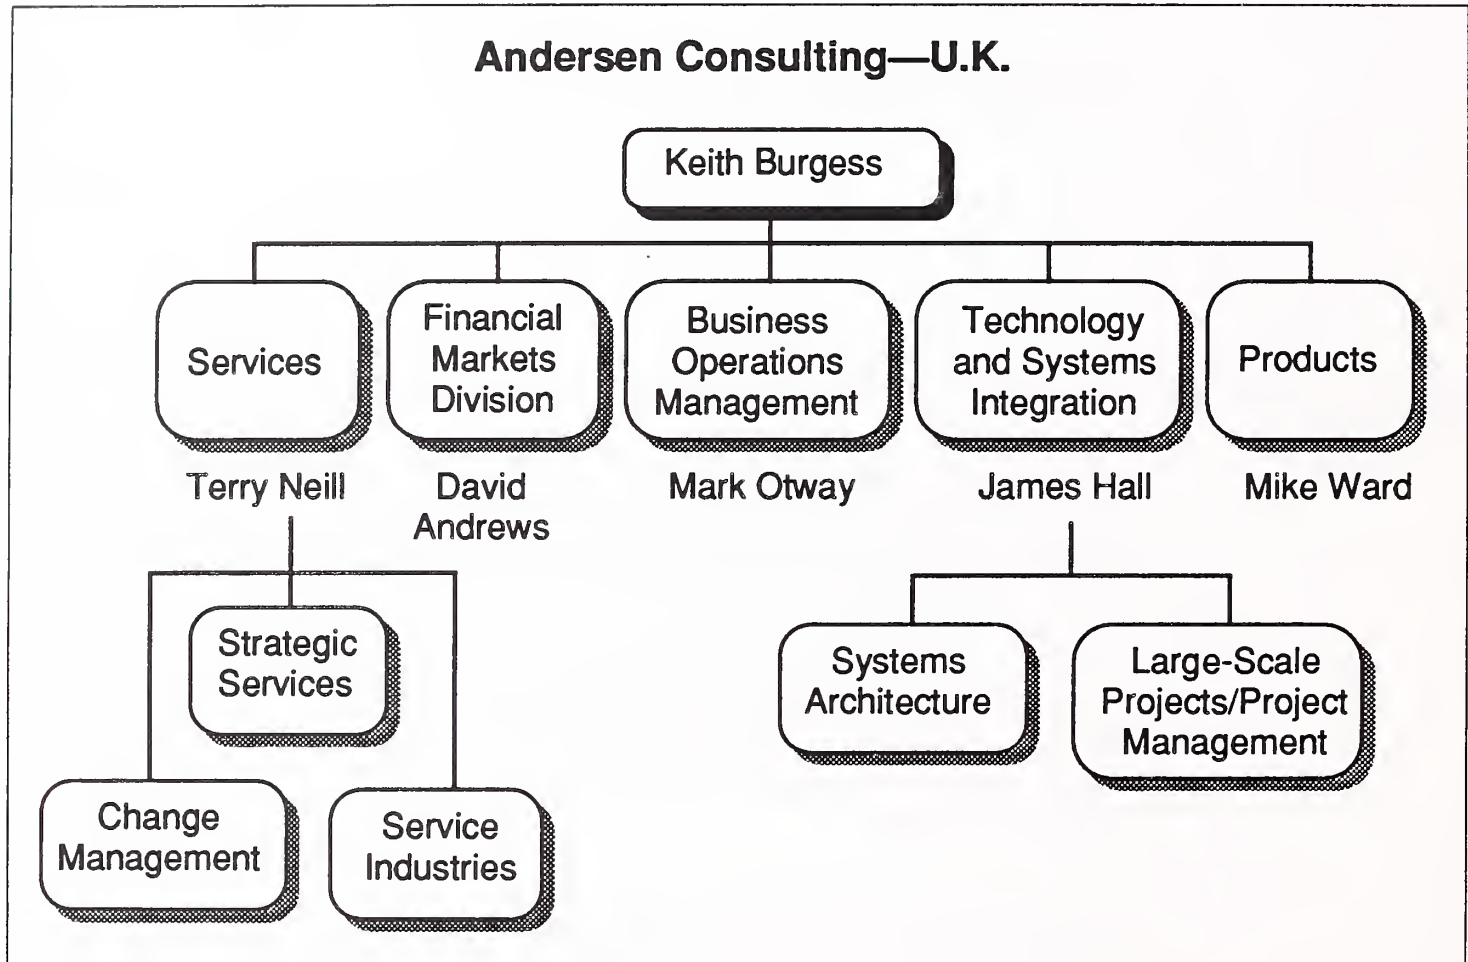 Andersen Consulting—U.K.
Keith Burgess
Services
Financial
Markets
Division
Business
Operations
Management
Technology
and Systems
Integration
Products
Terry Neill
David
Andrews
Mark Otway
James Hall
Mike Ward
Strategic
Services
Change
Management
Service
Industries
Systems
Architecture
Large-Scale
Projects/Project
Management